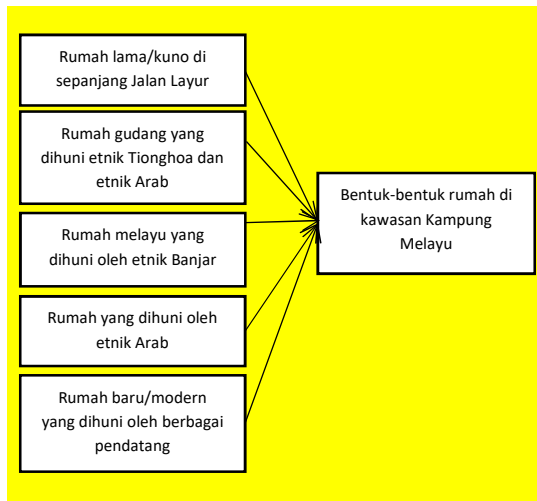 Rumah lama/kuno di
sepanjang Jalan Layur
Rumah gudang yang
dihuni etnik Tionghoa dan
etnik Arab
Rumah melayu yang
dihuni oleh etnik Banjar
Rumah yang dihuni oleh
etnik Arab
Rumah baru/modern
yang dihuni oleh berbagai
pendatang
Bentuk-bentuk rumah di
kawasan Kampung
Melayu